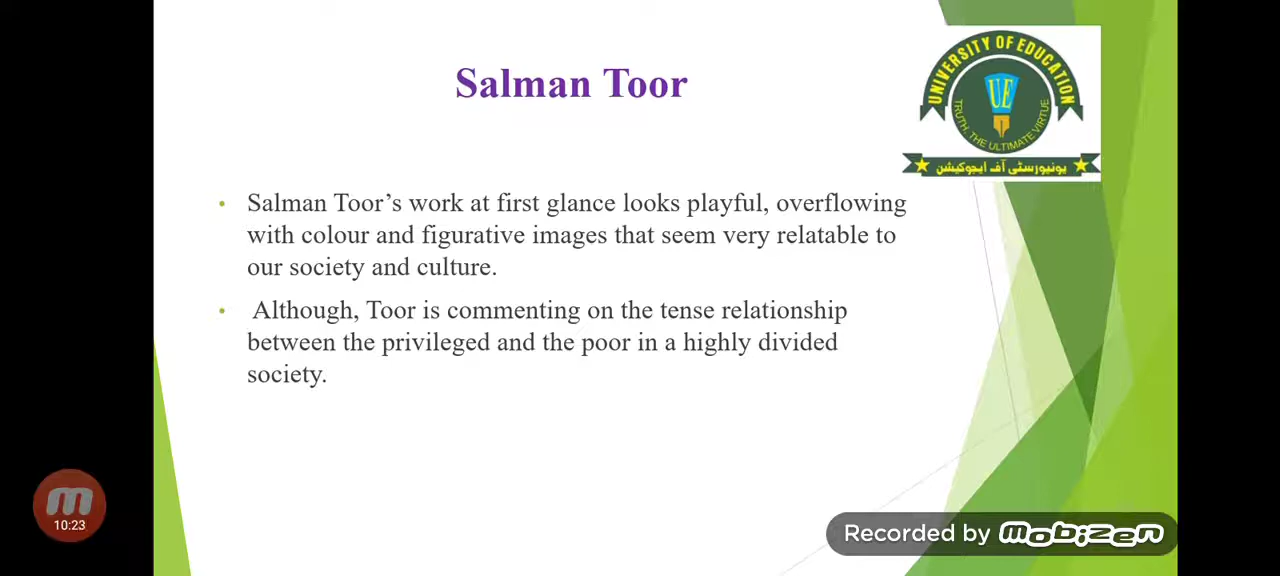 Salman Toor
UNIVERSITY OF EDUCATION
UE
TRUTH, THE ULTIMATE VIRTUE
یونیورسٹی آف ایجوکیشن
• Salman Toor’s work at first glance looks playful, overflowing
with colour and figurative images that seem very relatable to
our society and culture.
• Although, Toor is commenting on the tense relationship
between the privileged and the poor in a highly divided
society.
10:23
Recorded by mobizen